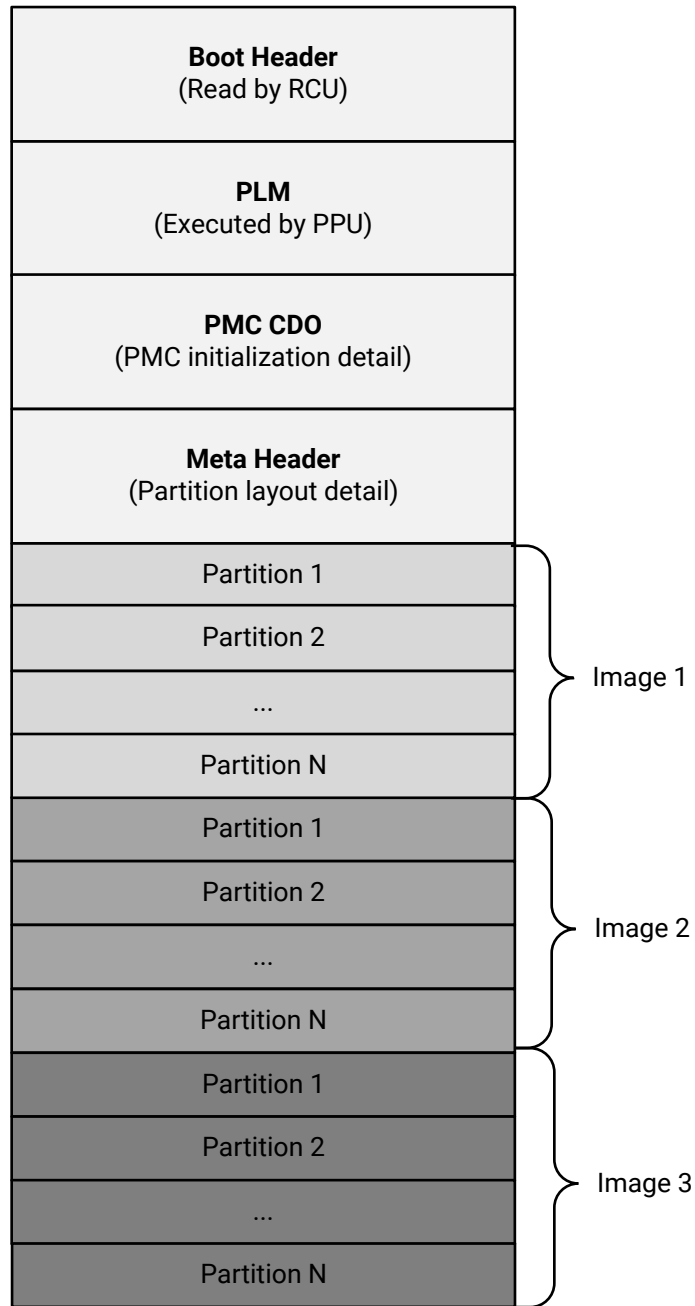 Boot Header
(Read by RCU)
PLM
(Executed by PPU)
PMC CDO
(PMC initialization detail)
Meta Header
(Partition layout detail)
Partition 1
Partition 2
...
Partition N
Image 1
Partition 1
Partition 2
...
Partition N
Image 2
Partition 1
Partition 2
...
Partition N
Image 3